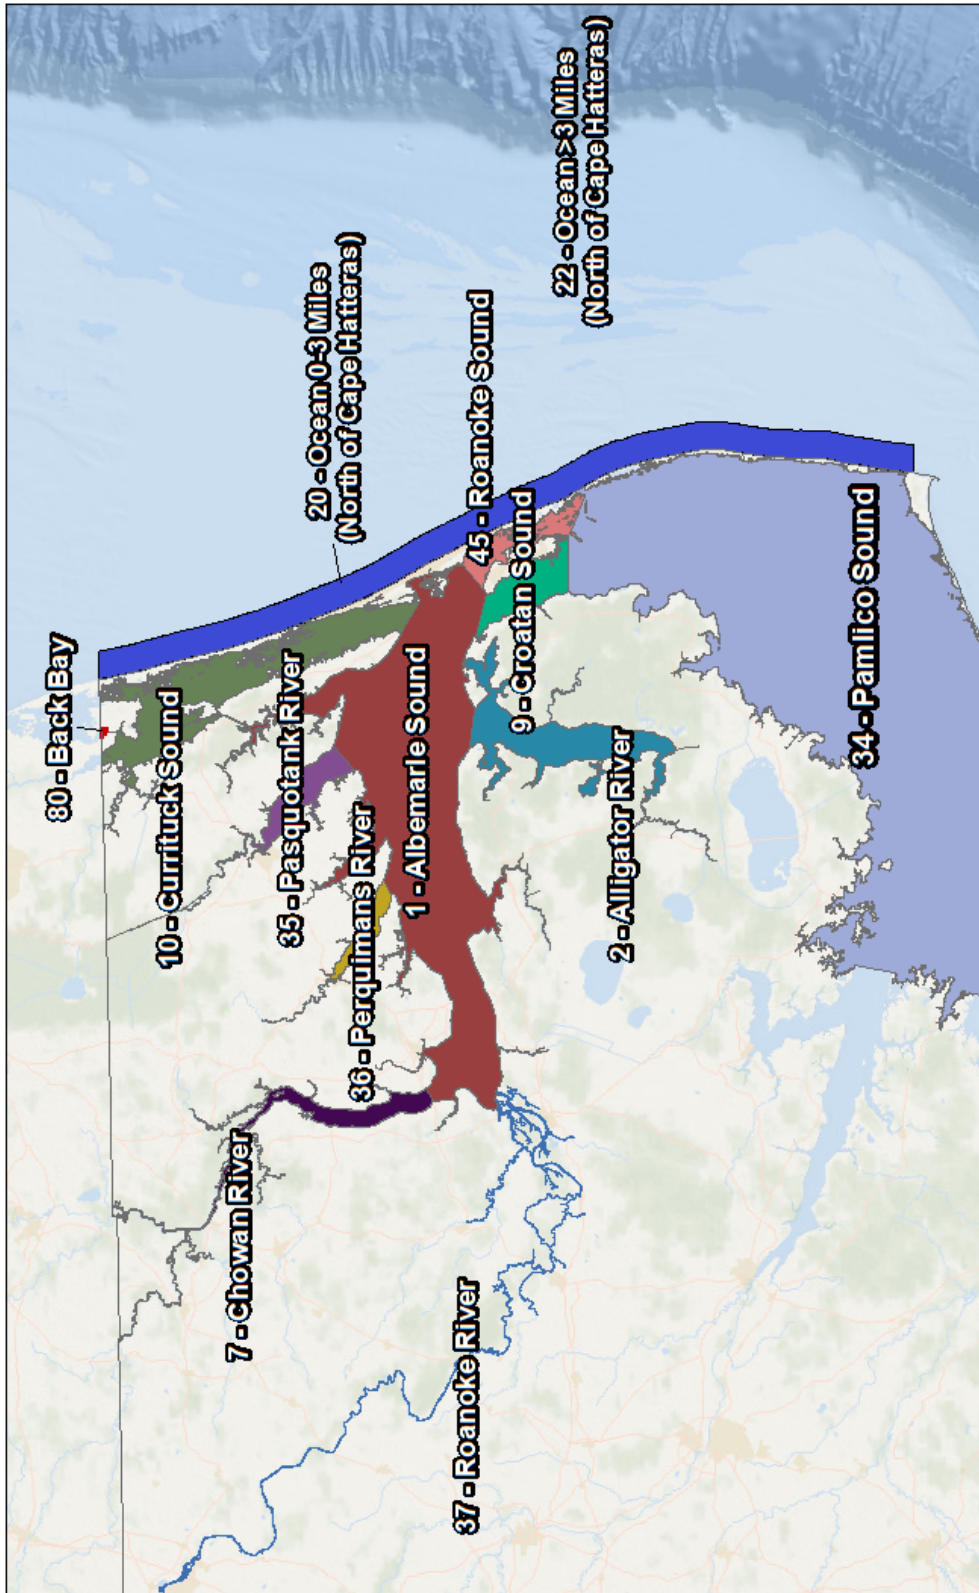 80 - Back Bay
10 - Currituck Sound
7 - Chowan River
20 - Ocean 0-3 Miles
(North of Cape Hatteras)
35 - Pasquotank River
36 - Perquimans River
1 - Albemarle Sound
37 - Roanoke River
45 - Roanoke Sound
9 - Croatan Sound
22 - Ocean >3 Miles
(North of Cape Hatteras)
2 - Alligator River
34 - Pamlico Sound